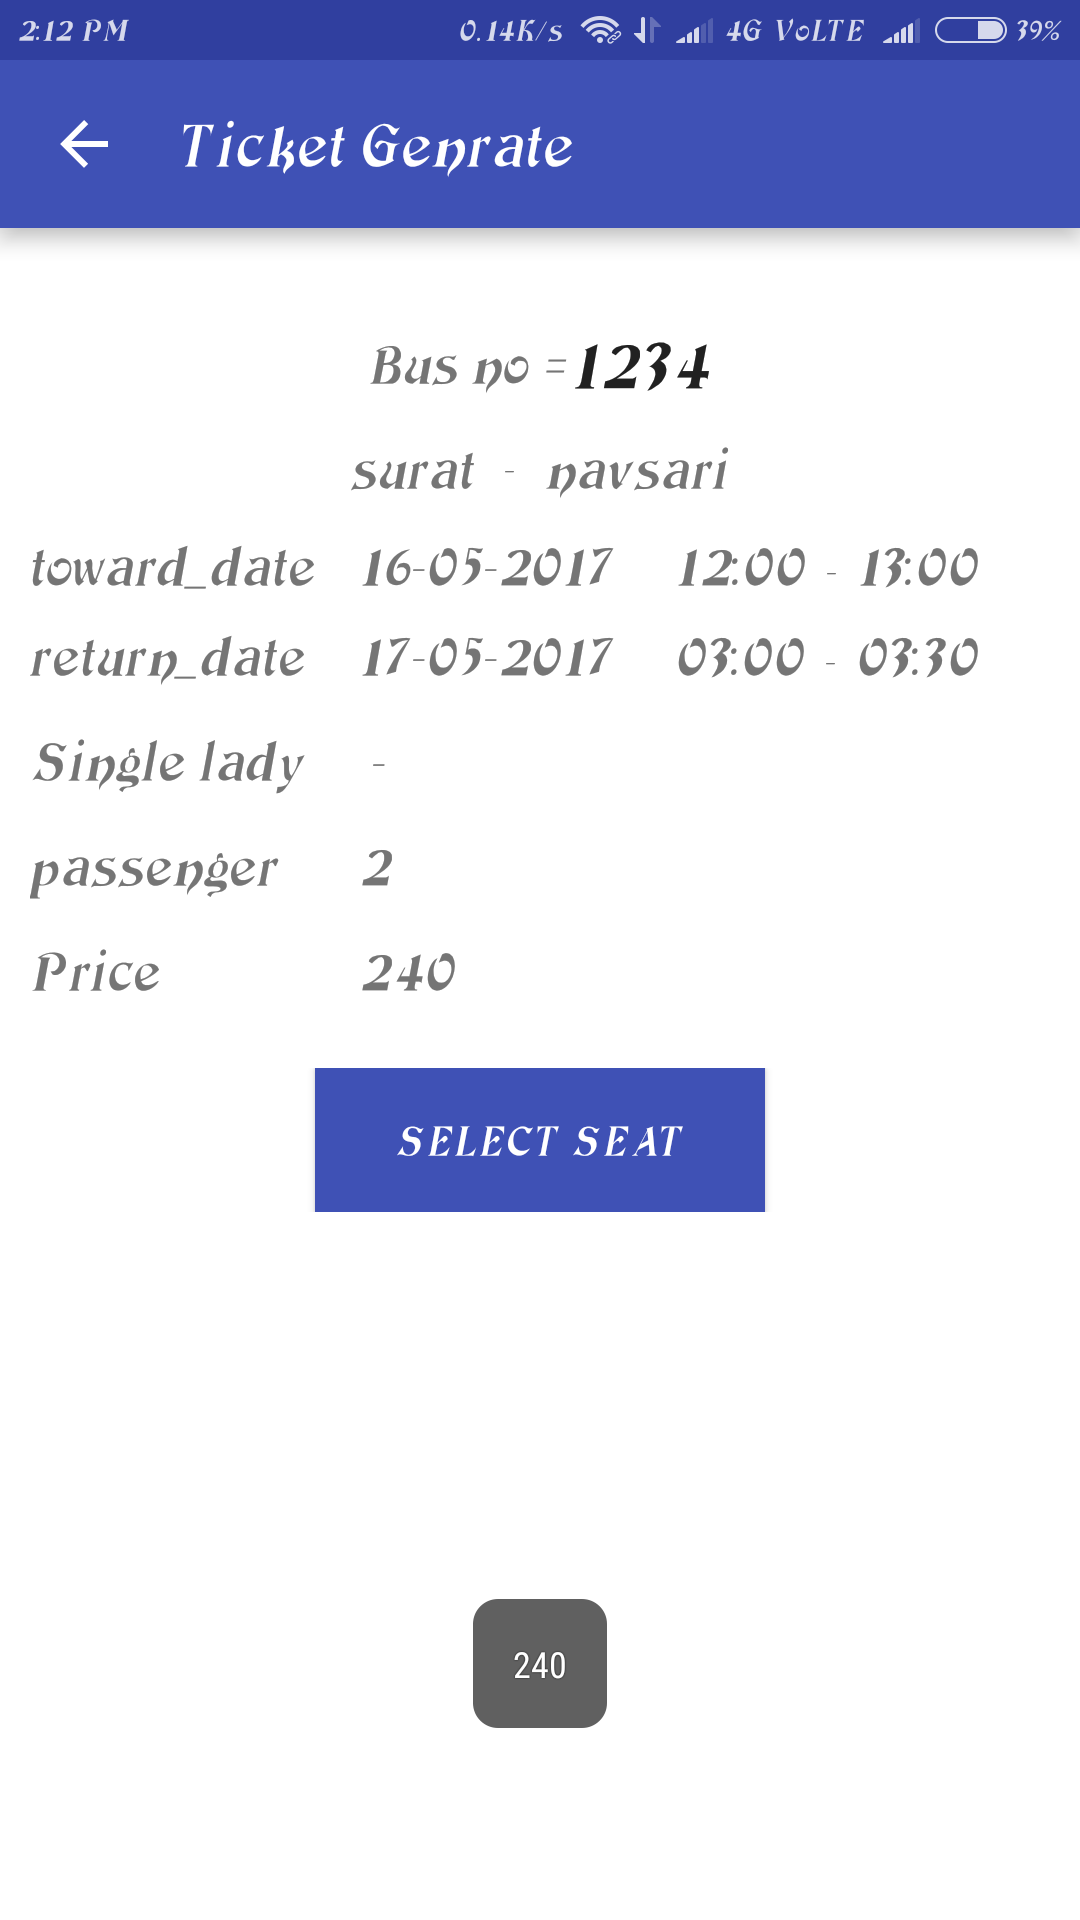 2:12 PM 0.14K/s 4G VoLTE 39%
Ticket Genrate
Bus no = 1234
surat - navsari
toward_date 16-05-2017 12:00 - 13:00
return_date 17-05-2017 03:00 - 03:30
Single lady -
passenger 2
Price 240
SELECT SEAT
240